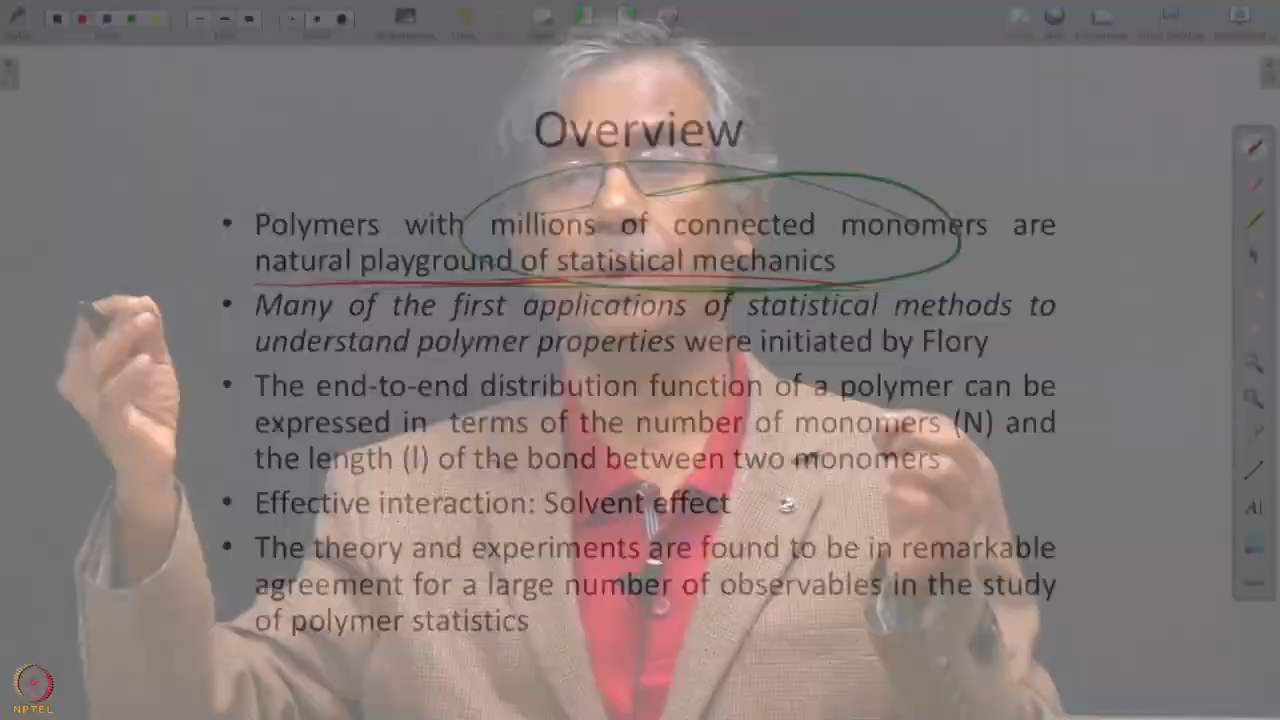 Overview
• Polymers with millions of connected monomers are
natural playground of statistical mechanics
• Many of the first applications of statistical methods to
understand polymer properties were initiated by Flory
• The end-to-end distribution function of a polymer can be
expressed in terms of the number of monomers (N) and
the length (l) of the bond between two monomers
• Effective interaction: Solvent effect
• The theory and experiments are found to be in remarkable
agreement for a large number of observables in the study
of polymer statistics
AI
NPTEL